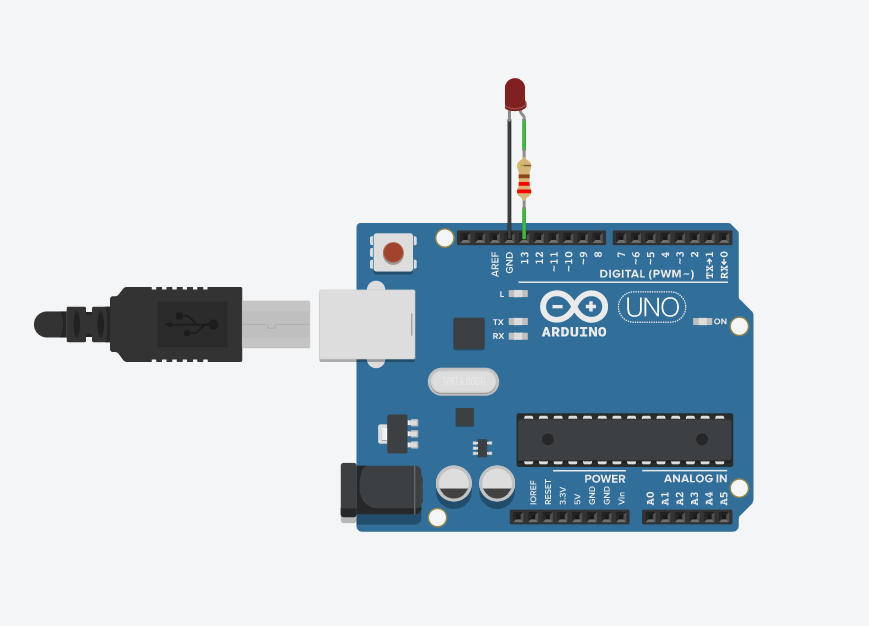 AREF
GND
13
12
~11
~10
~9
8
7
~6
~5
4
~3
2
TX→1
RX←0
DIGITAL (PWM~)
L
TX
RX
ARDUINO
UNO
ON
POWER
ANALOG IN
IOREF
RESET
3.3V
5V
GND
GND
Vin
A0
A1
A2
A3
A4
A5